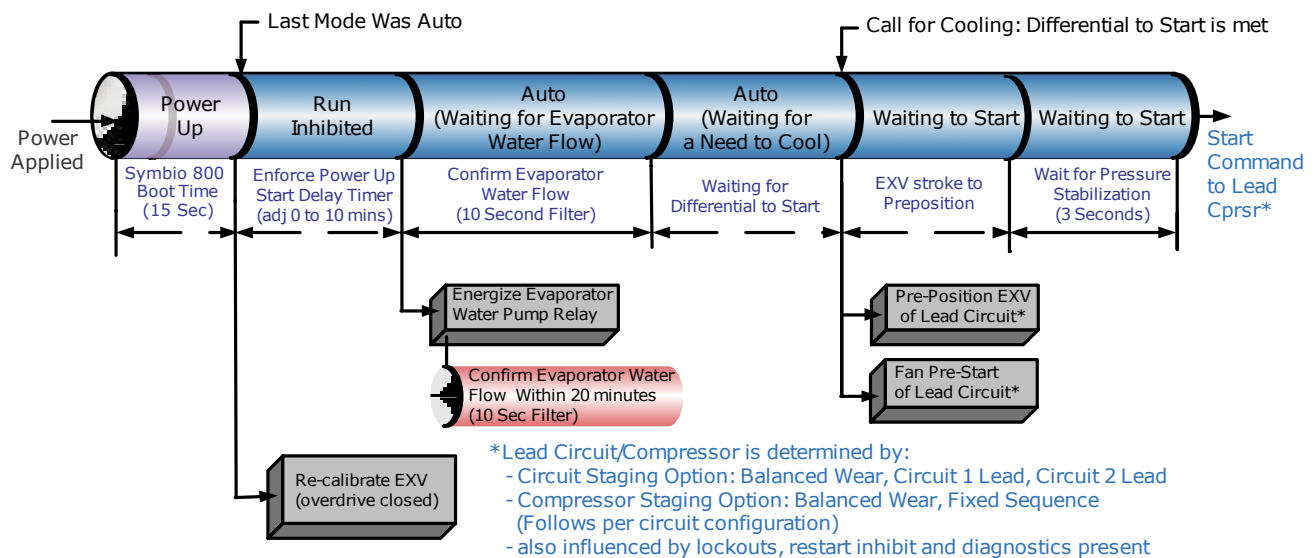 Last Mode Was Auto
Call for Cooling: Differential to Start is met
Power
Applied
Power
Up
Run
Inhibited
Auto
(Waiting for Evaporator
Water Flow)
Auto
(Waiting for
a Need to Cool)
Waiting to Start
Waiting to Start
Start
Command
to Lead
Cprsr*
Symbio 800
Boot Time
(15 Sec)
Enforce Power Up
Start Delay Timer
(adj 0 to 10 mins)
Confirm Evaporator
Water Flow
(10 Second Filter)
Waiting for
Differential to Start
EXV stroke to
Preposition
Wait for Pressure
Stabilization
(3 Seconds)
Energize Evaporator
Water Pump Relay
Confirm Evaporator Water
Flow Within 20 minutes
(10 Sec Filter)
Pre-Position EXV
of Lead Circuit*
Fan Pre-Start
of Lead Circuit*
Re-calibrate EXV
(overdrive closed)
*Lead Circuit/Compressor is determined by:
- Circuit Staging Option: Balanced Wear, Circuit 1 Lead, Circuit 2 Lead
- Compressor Staging Option: Balanced Wear, Fixed Sequence
(Follows per circuit configuration)
- also influenced by lockouts, restart inhibit and diagnostics present